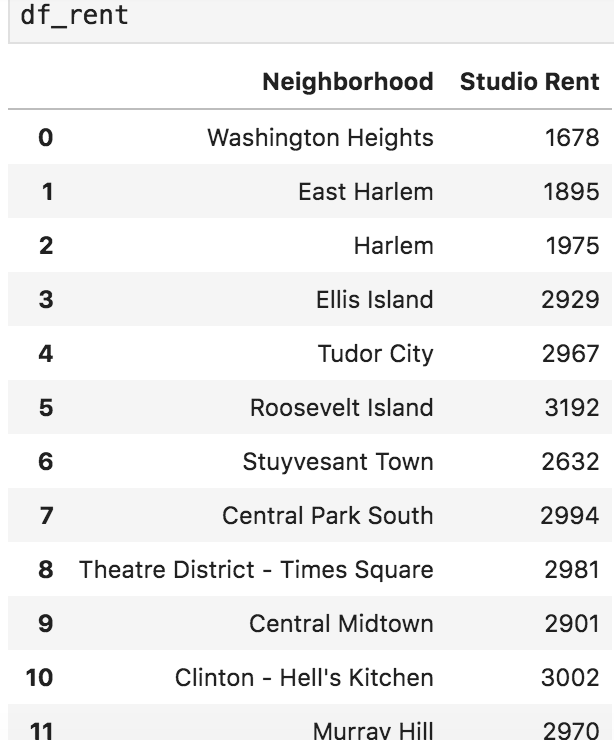 df_rent
Neighborhood Studio Rent
0 Washington Heights 1678
1 East Harlem 1895
2 Harlem 1975
3 Ellis Island 2929
4 Tudor City 2967
5 Roosevelt Island 3192
6 Stuyvesant Town 2632
7 Central Park South 2994
8 Theatre District - Times Square 2981
9 Central Midtown 2901
10 Clinton - Hell's Kitchen 3002
11 Murray Hill 2970